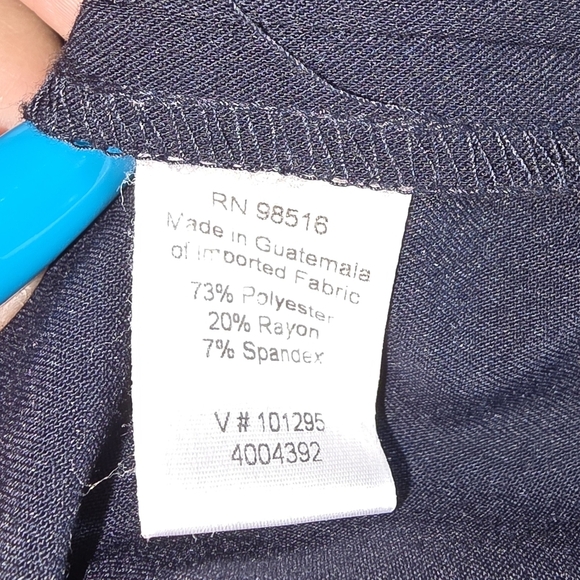 RN 98516
Made in Guatemala
of Imported Fabric
73% Polyester
20% Rayon
7% Spandex
V # 101295
4004392